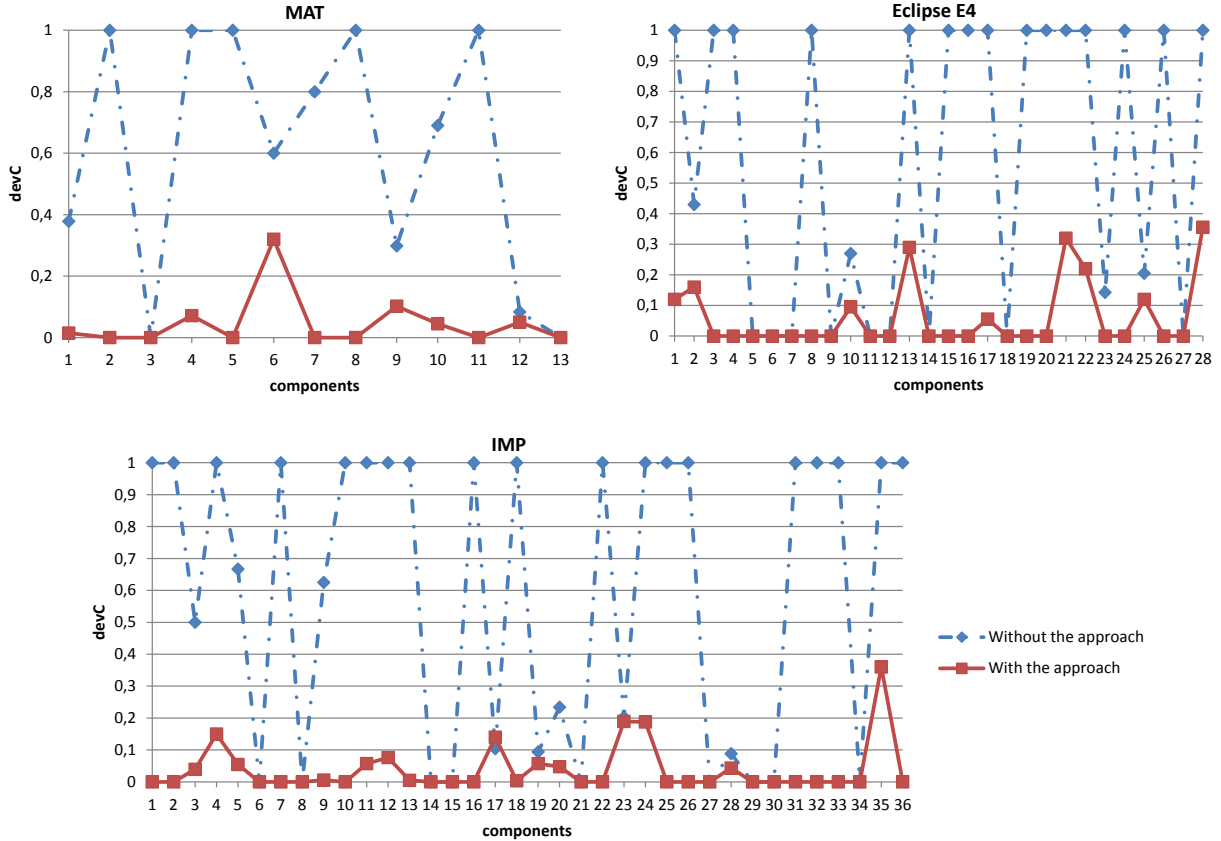 MAT
1
0,8
0,6
0,4
0,2
0
devC
1 2 3 4 5 6 7 8 9 10 11 12 13
components
Eclipse E4
1
0,9
0,8
0,7
0,6
0,5
0,4
0,3
0,2
0,1
0
devC
1 2 3 4 5 6 7 8 9 10 11 12 13 14 15 16 17 18 19 20 21 22 23 24 25 26 27 28
components
IMP
1
0,9
0,8
0,7
0,6
0,5
0,4
0,3
0,2
0,1
0
devC
1 2 3 4 5 6 7 8 9 10 11 12 13 14 15 16 17 18 19 20 21 22 23 24 25 26 27 28 29 30 31 32 33 34 35 36
components
Without the approach
With the approach